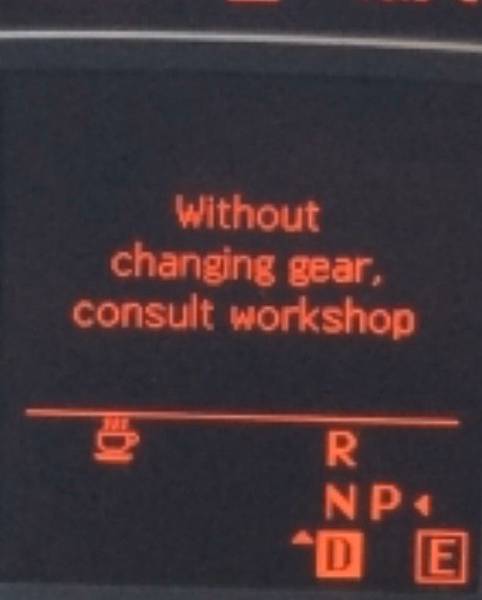 Without
changing gear,
consult workshop
R
N P
D E